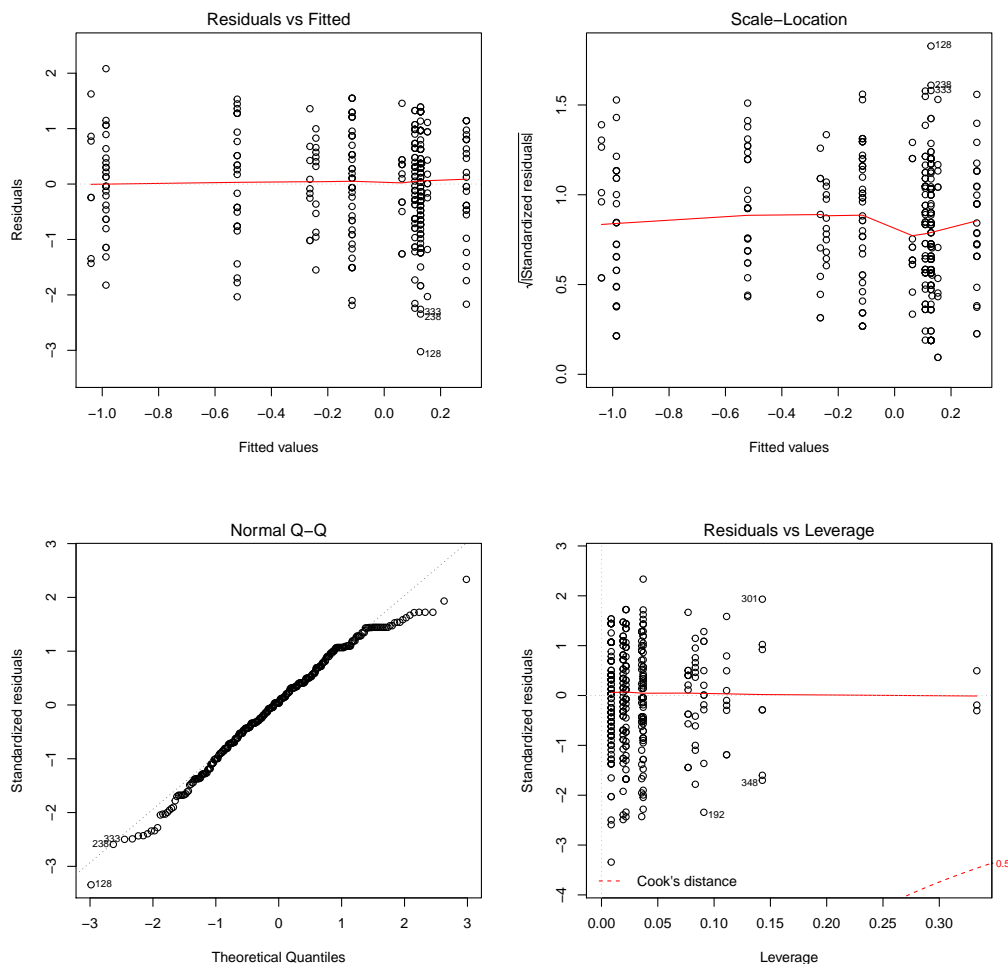 Residuals vs Fitted
Residuals
2
1
0
−1
−2
−3
333
238
128
−1.0 −0.8 −0.6 −0.4 −0.2 0.0 0.2
Fitted values
Scale−Location
√|Standardized residuals|
1.5
1.0
0.5
0.0
128
238
333
−1.0 −0.8 −0.6 −0.4 −0.2 0.0 0.2
Fitted values
Normal Q−Q
Standardized residuals
3
2
1
0
−1
−2
−3
333
238
128
−3 −2 −1 0 1 2 3
Theoretical Quantiles
Residuals vs Leverage
Standardized residuals
3
2
1
0
−1
−2
−3
−4
301
348
192
0.5
Cook's distance
0.00 0.05 0.10 0.15 0.20 0.25 0.30
Leverage